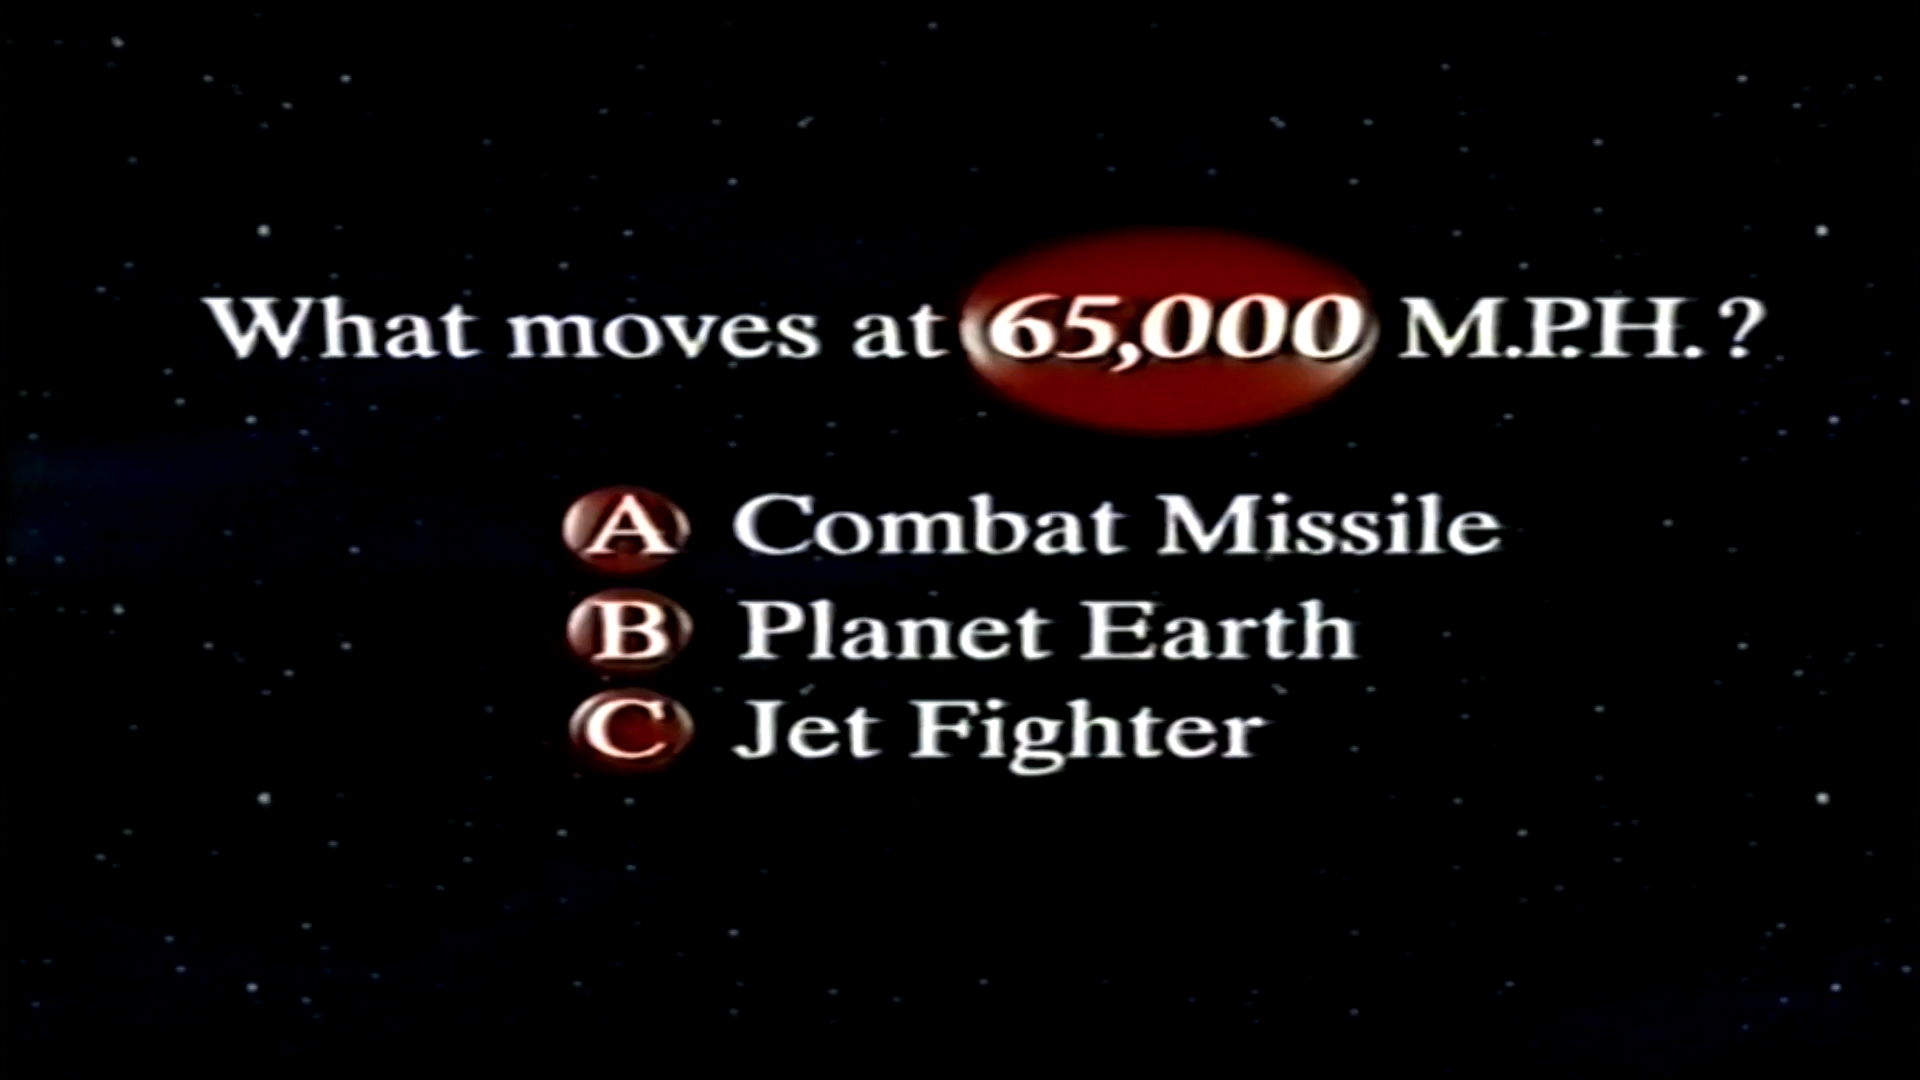 What moves at 65,000 M.P.H.?
A Combat Missile
B Planet Earth
C Jet Fighter